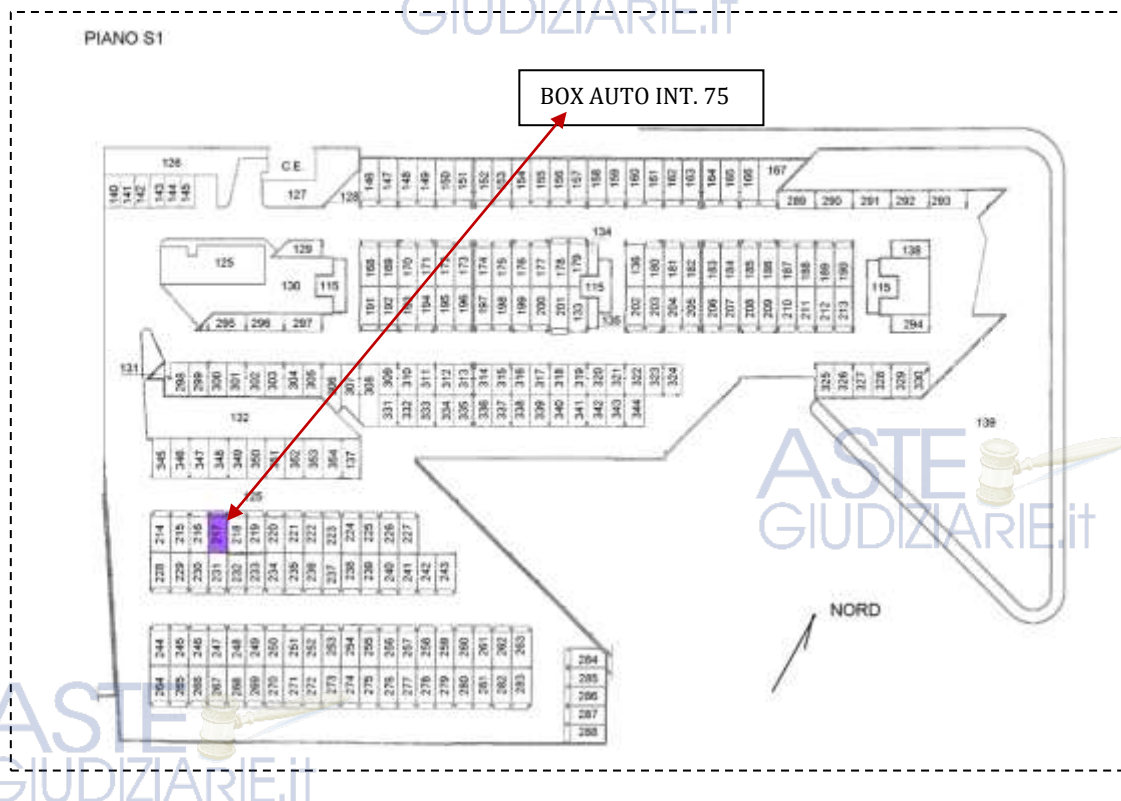 GIUDIZIARIE.it
PIANO S1
BOX AUTO INT. 75
126 C.E. 167
140 141 142 143 144 145 127 128 146 147 148 149 150 151 152 153 154 155 156 157 158 159 160 161 162 163 164 165 166
289 290 291 292 293
134
129 138
125 130 115 168 169 170 171 173 174 175 176 177 178 179 115 136 180 181 182 183 184 185 186 187 188 189 190 115
191 192 193 194 195 196 197 198 199 200 201 133 135 202 203 204 205 206 207 208 209 210 211 212 213
295 296 297 294
131 298 299 300 301 302 303 304 305 306 307 308 309 310 311 312 313 314 315 316 317 318 319 320 321 322 323 324 325 326 327 328 329 330
132 331 332 333 334 335 336 337 338 339 340 341 342 343 344 139
345 346 347 348 349 350 351 352 353 354 137
ASTE
GIUDIZIARIE.it
214 215 216 217 218 219 220 221 222 223 224 225 226 227
228 229 230 231 232 233 234 235 236 237 238 239 240 241 242 243
NORD
244 245 246 247 248 249 250 251 252 253 254 255 256 257 258 259 260 261 262 263
264 265 266 267 268 269 270 271 272 273 274 275 276 277 278 279 280 281 282 283
284
285
286
287
288
ASTE
GIUDIZIARIE.it